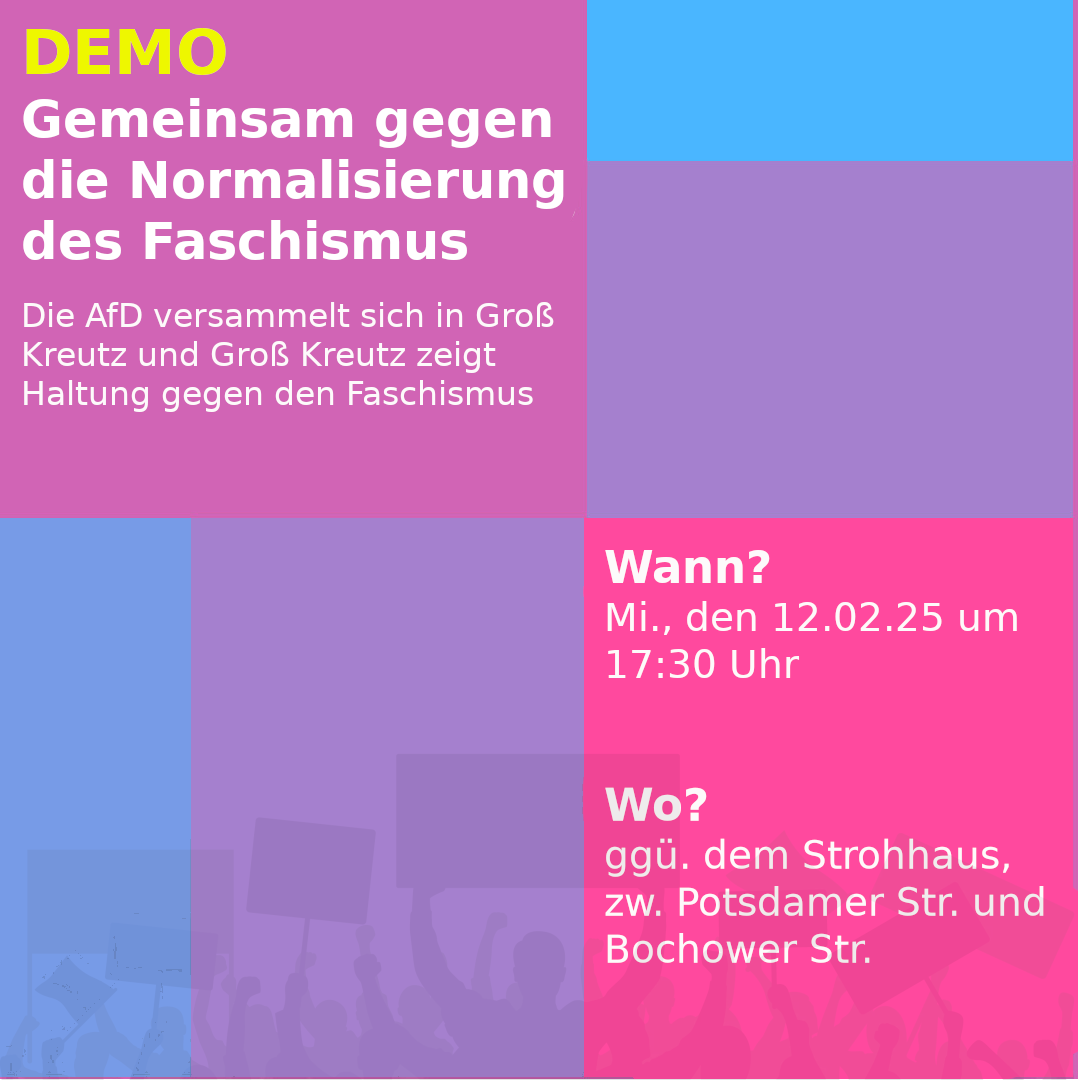 DEMO
Gemeinsam gegen
die Normalisierung
des Faschismus
Die AfD versammelt sich in Groß
Kreutz und Groß Kreutz zeigt
Haltung gegen den Faschismus
Wann?
Mi., den 12.02.25 um
17:30 Uhr
Wo?
ggü. dem Strohhaus,
zw. Potsdamer Str. und
Bochower Str.